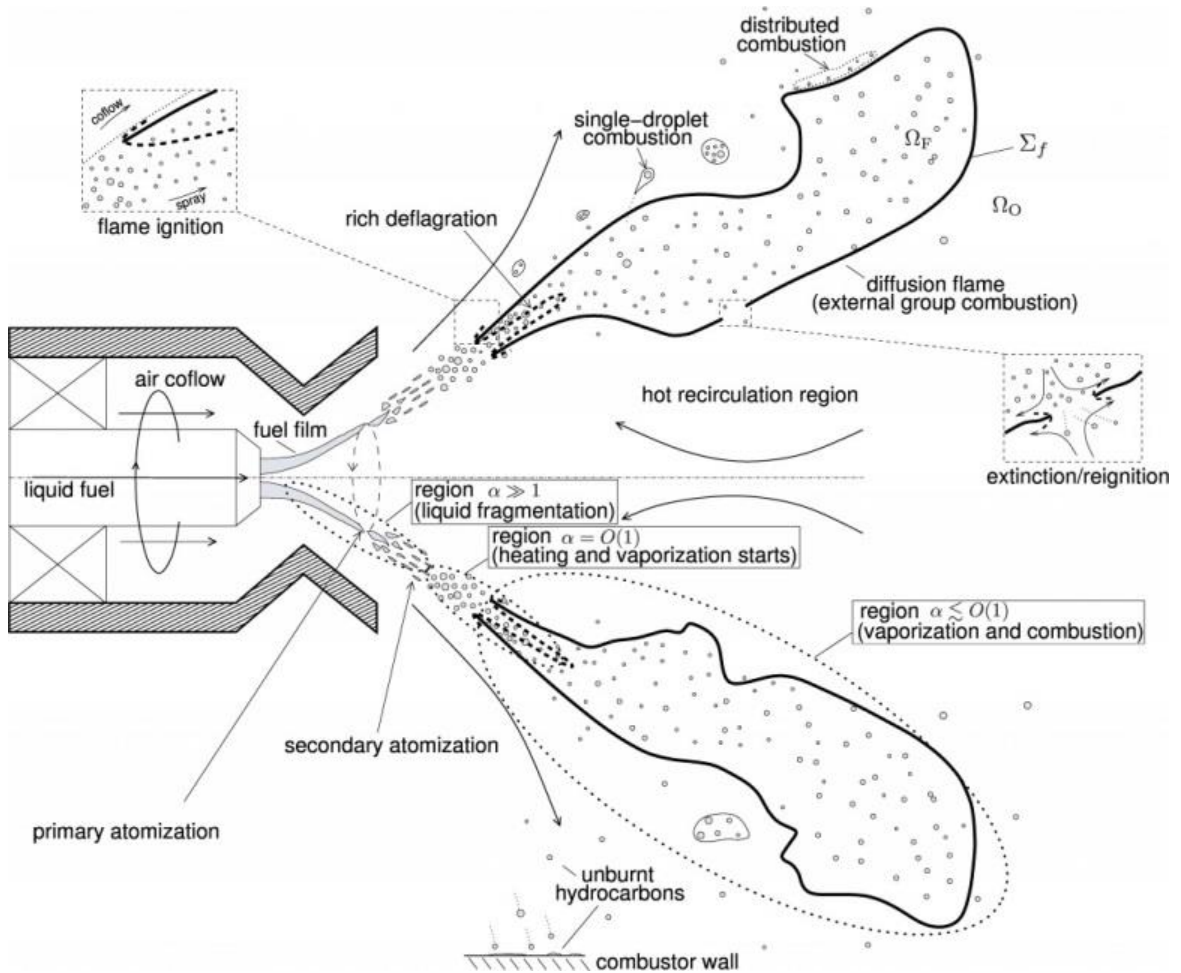 distributed
combustion
coflow
spray
flame ignition
single-droplet
combustion
rich deflagration
Ω_F
Σ_f
Ω_O
diffusion flame
(external group combustion)
air coflow
fuel film
liquid fuel
hot recirculation region
extinction/reignition
region α ≫ 1
(liquid fragmentation)
region α = O(1)
(heating and vaporization starts)
region α ≲ O(1)
(vaporization and combustion)
secondary atomization
primary atomization
unburnt
hydrocarbons
combustor wall